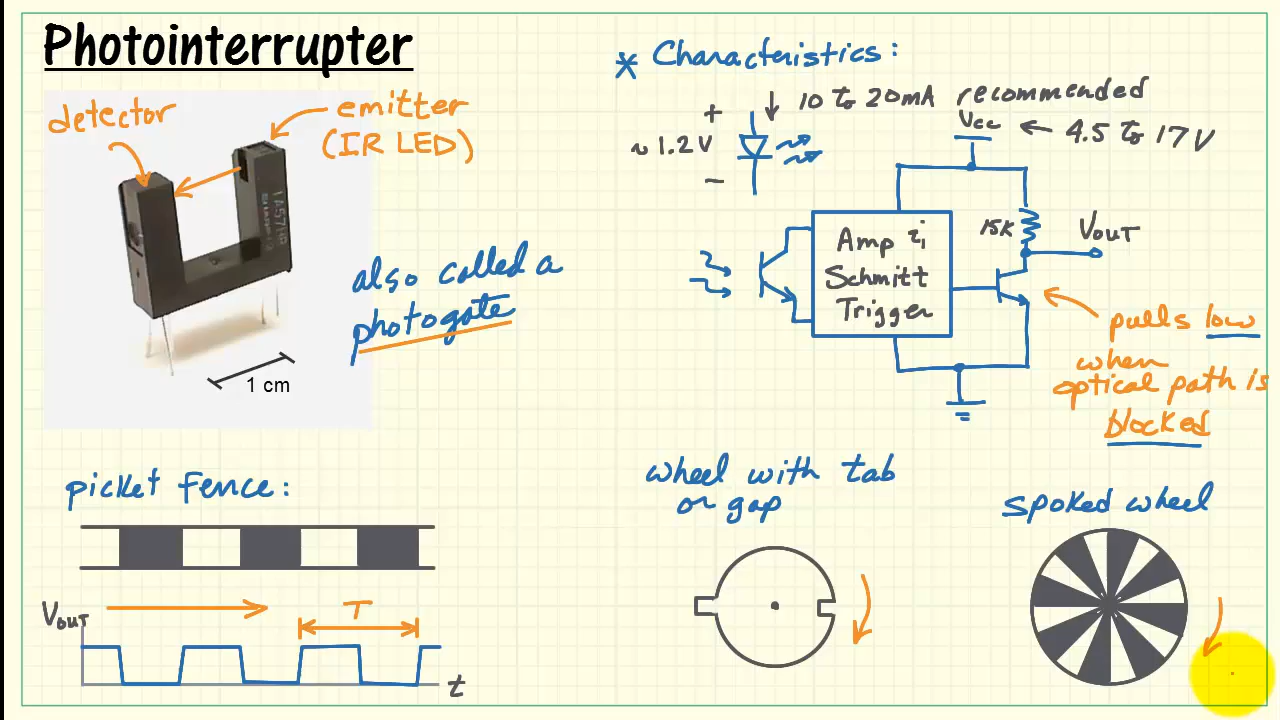 Photointerrupter
detector
emitter
(IR LED)
also called a
photogate
1 cm
* Characteristics:
10 to 20mA recommended
+
~1.2V
−
Vcc ← 4.5 to 17V
15K
VOUT
Amp &
Schmitt
Trigger
pulls low
when
optical path is
blocked
picket fence:
VOUT
T
t
wheel with tab
or gap
spoked wheel